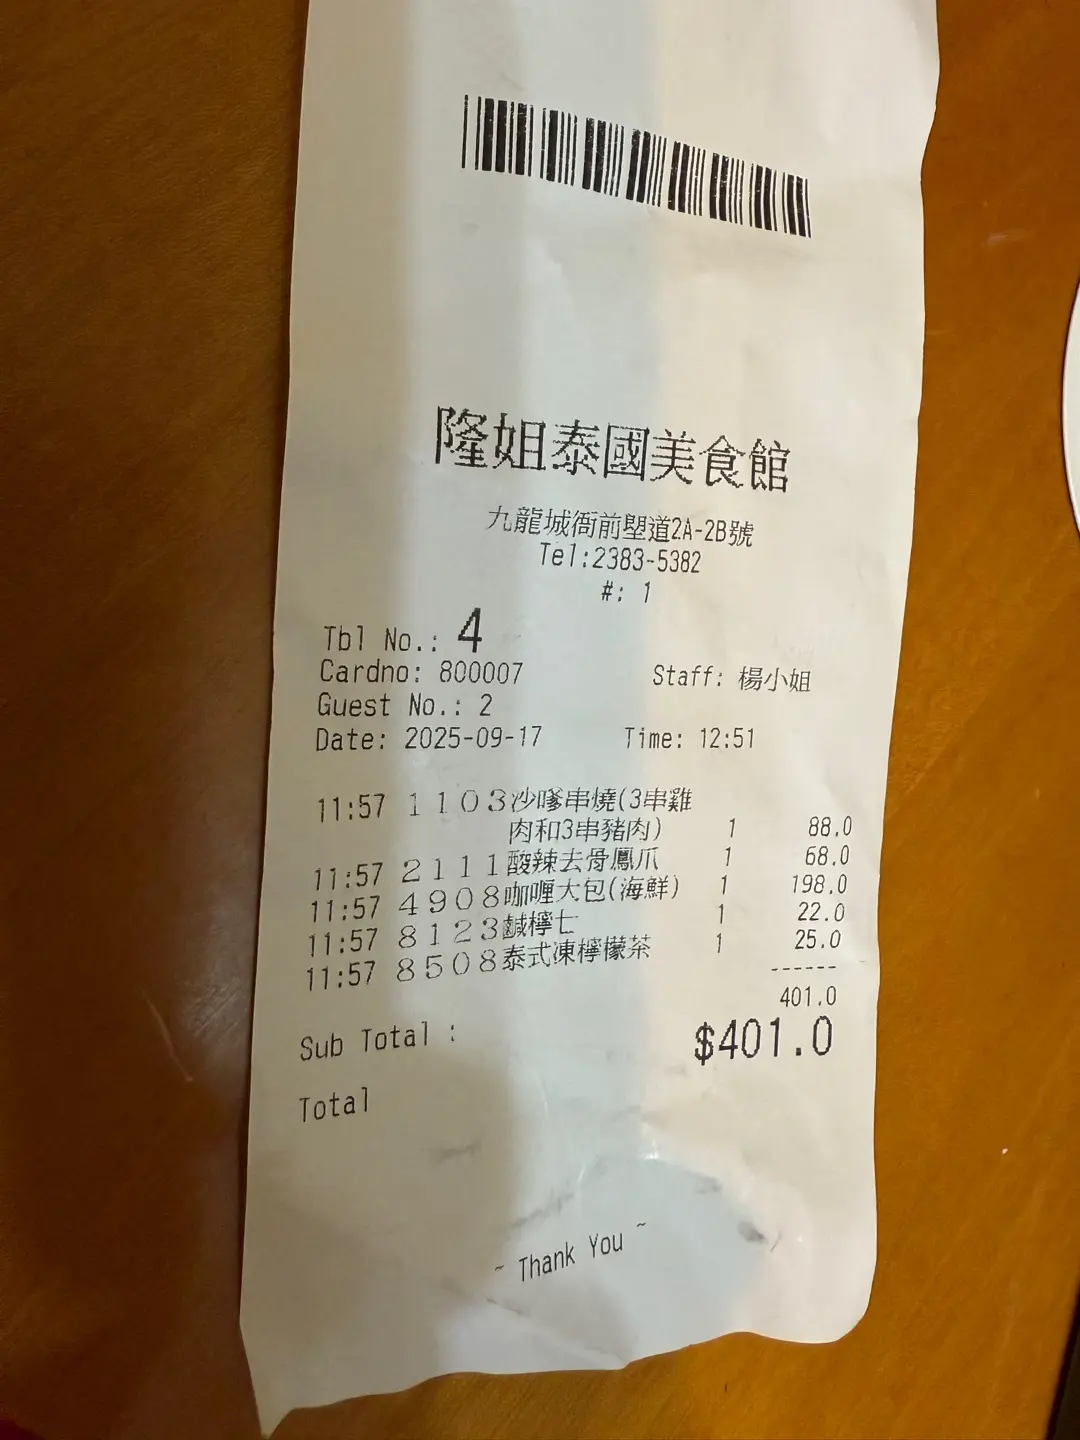 隆姐泰國美食館
九龍城衙前塱道2A-2B號
Tel:2383-5382
#: 1
Tbl No.: 4
Cardno: 800007 Staff: 楊小姐
Guest No.: 2
Date: 2025-09-17 Time: 12:51
11:57 1103沙嗲串燒(3串雞
肉和3串豬肉) 1 88.0
11:57 2111酸辣去骨鳳爪 1 68.0
11:57 4908咖喱大包(海鮮) 1 198.0
11:57 8123鹹檸七 1 22.0
11:57 8508泰式凍檸檬茶 1 25.0
------
Sub Total : 401.0
Total $401.0
~ Thank You ~